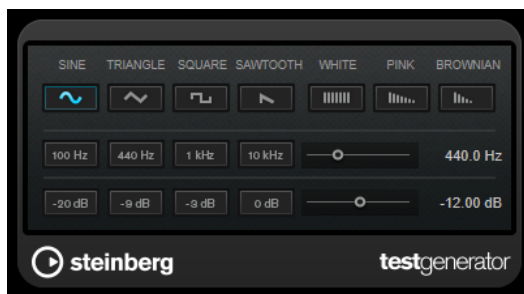 SINE TRIANGLE SQUARE SAWTOOTH WHITE PINK BROWNIAN
100 Hz 440 Hz 1 kHz 10 kHz 440.0 Hz
-20 dB -9 dB -3 dB 0 dB -12.00 dB
steinberg testgenerator